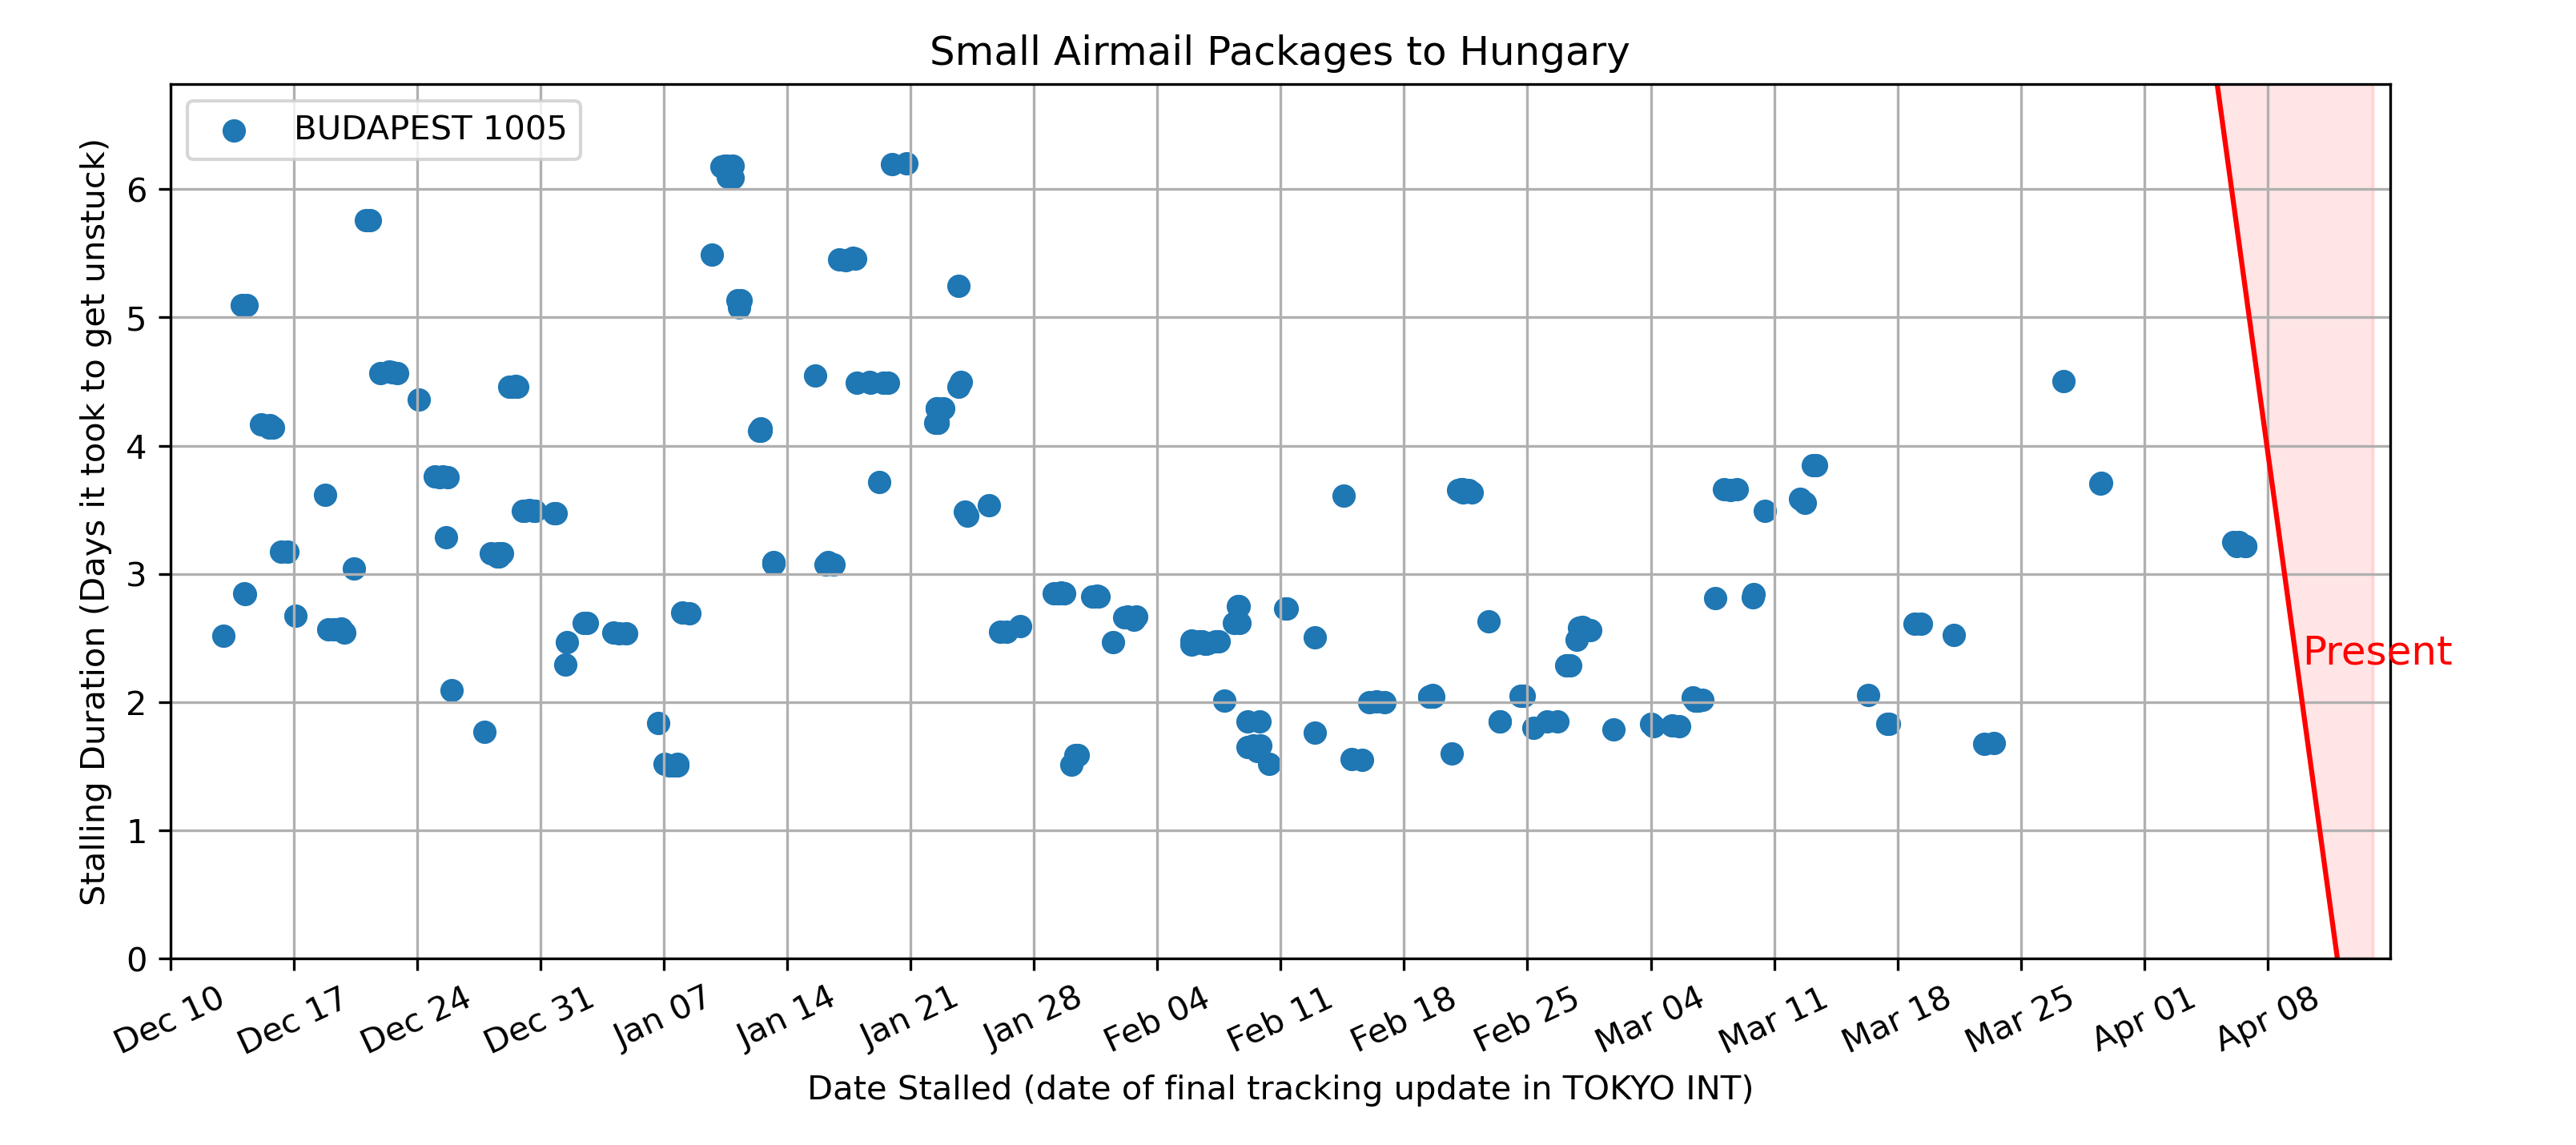 Small Airmail Packages to Hungary
BUDAPEST 1005
Stalling Duration (Days it took to get unstuck)
6
5
4
3
2
1
0
Present
Dec 10
Dec 17
Dec 24
Dec 31
Jan 07
Jan 14
Jan 21
Jan 28
Feb 04
Feb 11
Feb 18
Feb 25
Mar 04
Mar 11
Mar 18
Mar 25
Apr 01
Apr 08
Date Stalled (date of final tracking update in TOKYO INT)